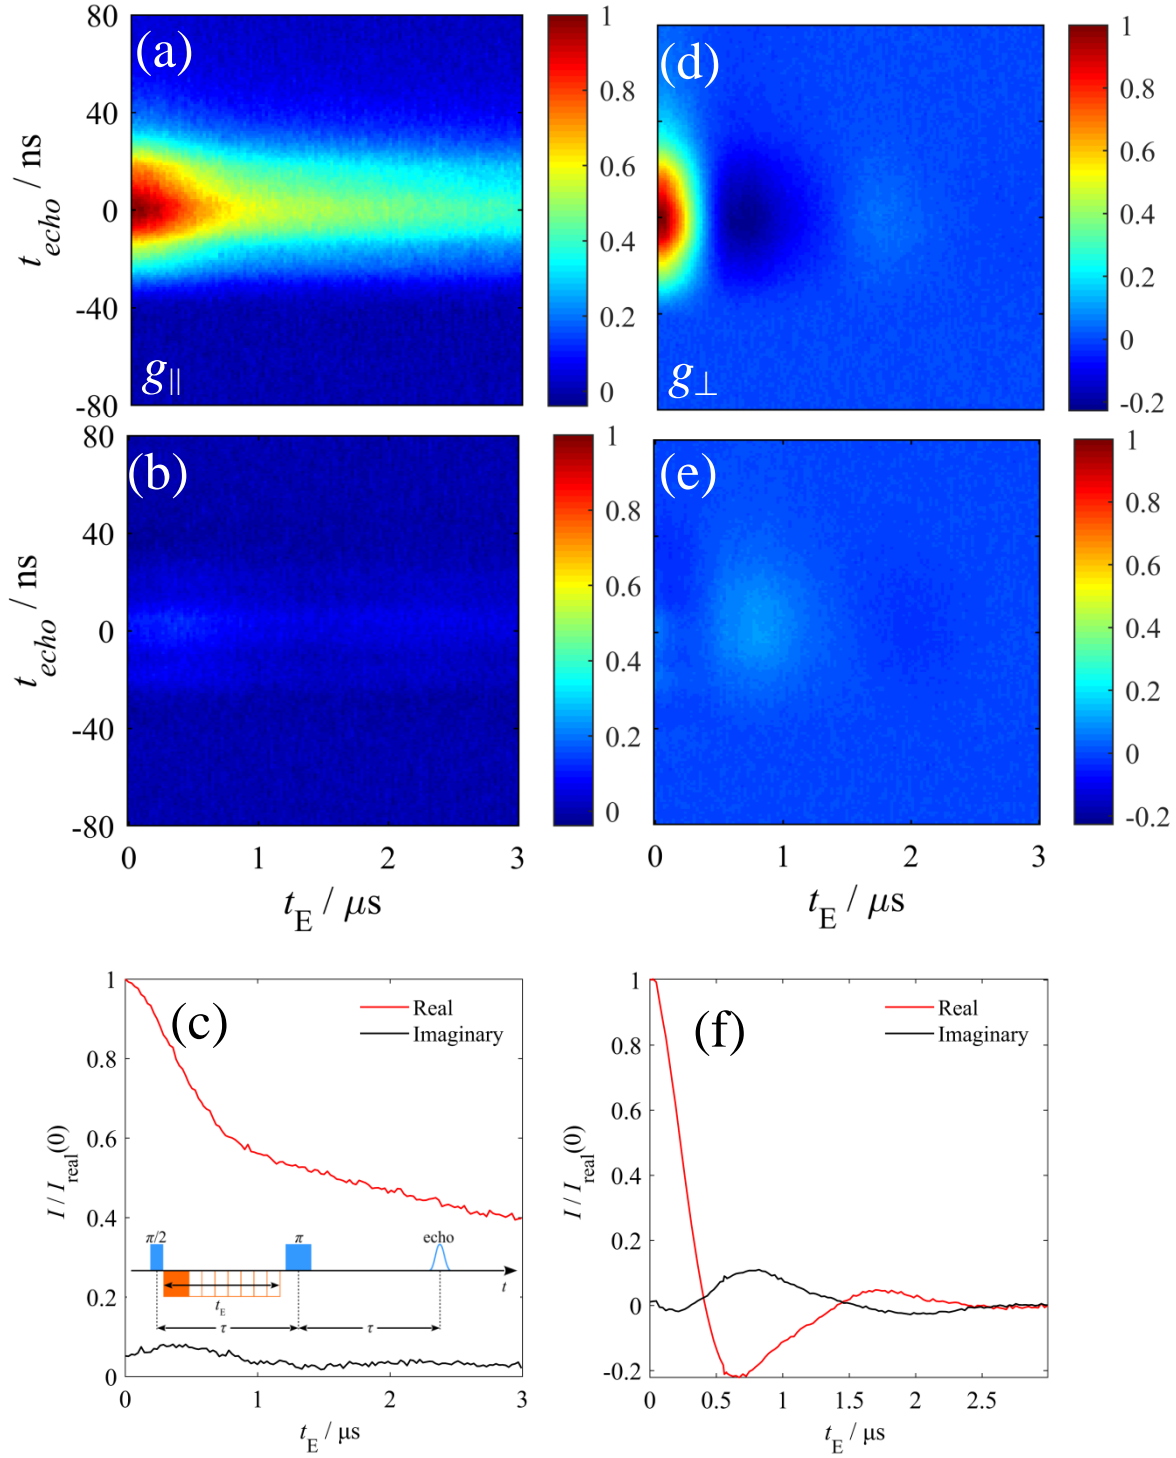 80
40
0
-40
-80
t_echo / ns
(a)
g∥
1
0.8
0.6
0.4
0.2
0
(d)
g⊥
1
0.8
0.6
0.4
0.2
0
-0.2
80
40
0
-40
-80
t_echo / ns
(b)
0
1
2
3
t_E / μs
1
0.8
0.6
0.4
0.2
0
(e)
0
1
2
3
t_E / μs
1
0.8
0.6
0.4
0.2
0
-0.2
1
0.8
0.6
0.4
0.2
0
I / I_real(0)
(c)
Real
Imaginary
π/2
π
echo
t
t_E
τ
τ
0
1
2
3
t_E / μs
1
0.8
0.6
0.4
0.2
0
-0.2
I / I_real(0)
(f)
Real
Imaginary
0
0.5
1
1.5
2
2.5
t_E / μs